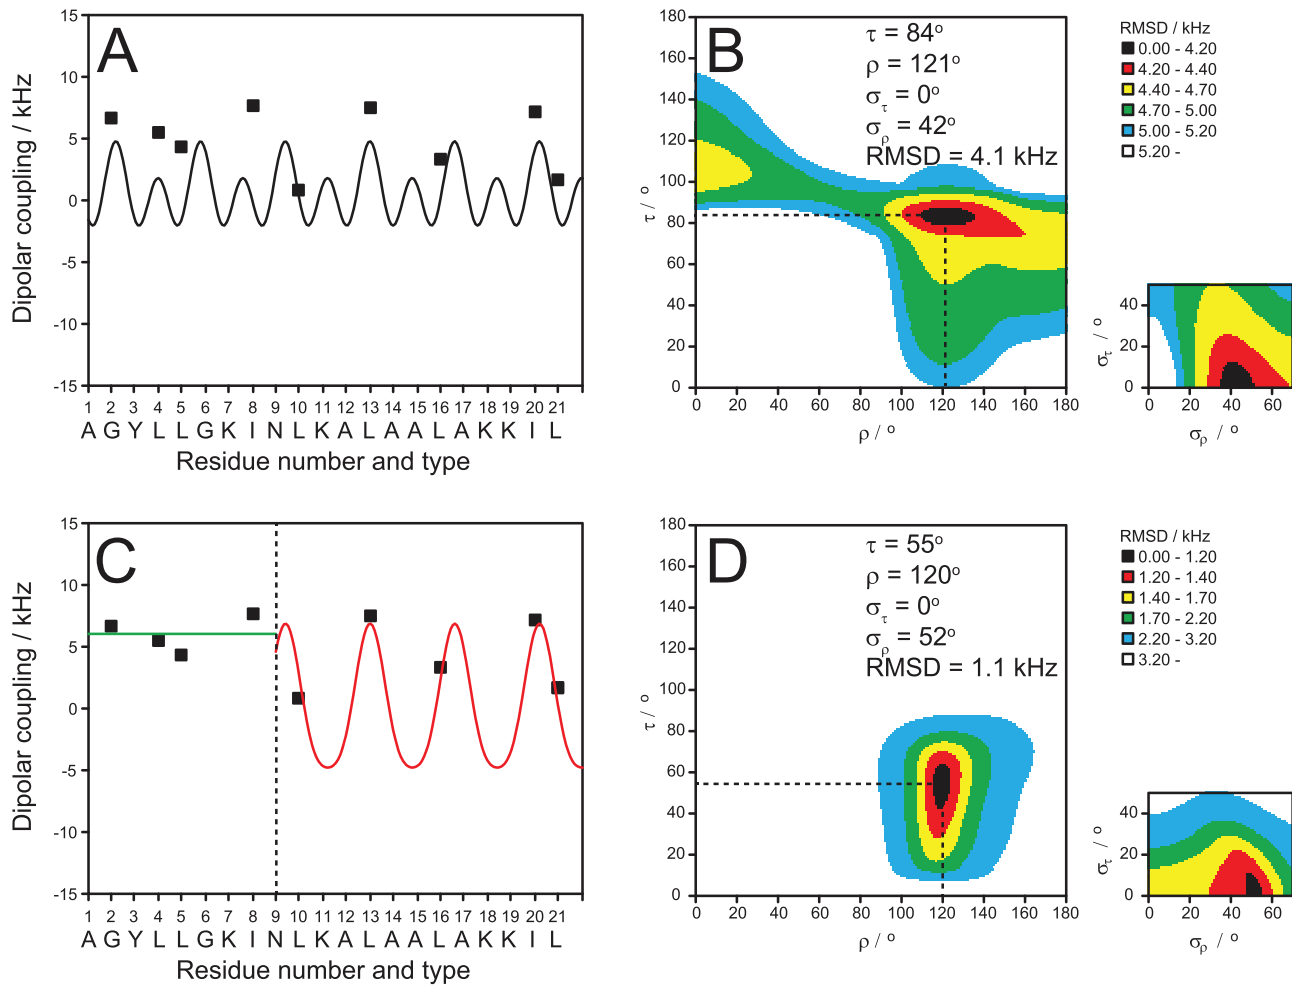 A
Dipolar coupling / kHz
15
10
5
0
-5
-10
-15
1 2 3 4 5 6 7 8 9 10 11 12 13 14 15 16 17 18 19 20 21
A G Y L L G K I N L K A L A A L A K K I L
Residue number and type
B
τ = 84°
ρ = 121°
στ = 0°
σρ = 42°
RMSD = 4.1 kHz
τ / °
180
160
140
120
100
80
60
40
20
0
0 20 40 60 80 100 120 140 160 180
ρ / °
RMSD / kHz
0.00 - 4.20
4.20 - 4.40
4.40 - 4.70
4.70 - 5.00
5.00 - 5.20
5.20 -
στ / °
40
20
0
0 20 40 60
σρ / °
C
Dipolar coupling / kHz
15
10
5
0
-5
-10
-15
1 2 3 4 5 6 7 8 9 10 11 12 13 14 15 16 17 18 19 20 21
A G Y L L G K I N L K A L A A L A K K I L
Residue number and type
D
τ = 55°
ρ = 120°
στ = 0°
σρ = 52°
RMSD = 1.1 kHz
τ / °
180
160
140
120
100
80
60
40
20
0
0 20 40 60 80 100 120 140 160 180
ρ / °
RMSD / kHz
0.00 - 1.20
1.20 - 1.40
1.40 - 1.70
1.70 - 2.20
2.20 - 3.20
3.20 -
στ / °
40
20
0
0 20 40 60
σρ / °